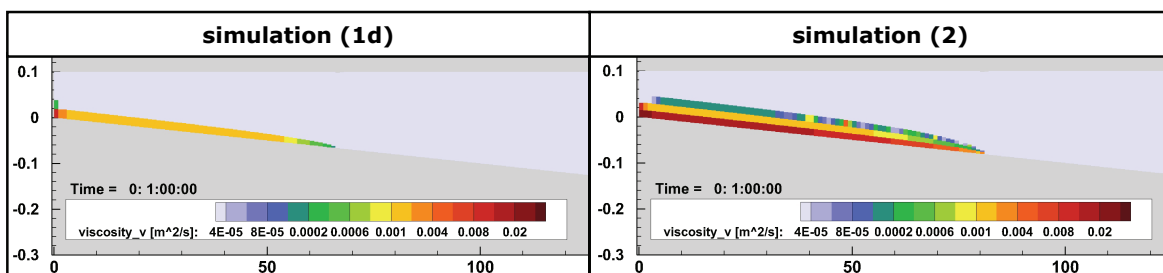 simulation (1d)
simulation (2)
0.1
0
-0.1
-0.2
-0.3
Time = 0: 1:00:00
viscosity_v [m^2/s]: 4E-05 8E-05 0.0002 0.0006 0.001 0.004 0.008 0.02
0 50 100
0.1
0
-0.1
-0.2
-0.3
Time = 0: 1:00:00
viscosity_v [m^2/s]: 4E-05 8E-05 0.0002 0.0006 0.001 0.004 0.008 0.02
0 50 100